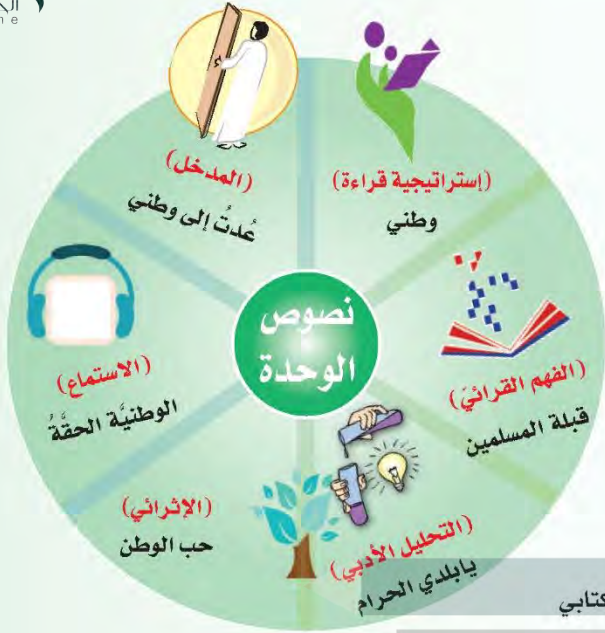 (المدخل)
عُدتُ إلى وطني
(إستراتيجية قراءة)
وطني
(الفهم القرائيّ)
قبلة المسلمين
(التحليل الأدبي)
يابلدي الحرام
(الإثرائي)
حب الوطن
(الاستماع)
الوطنيَّة الحقَّةُ
نصوص
الوحدة
كتابي